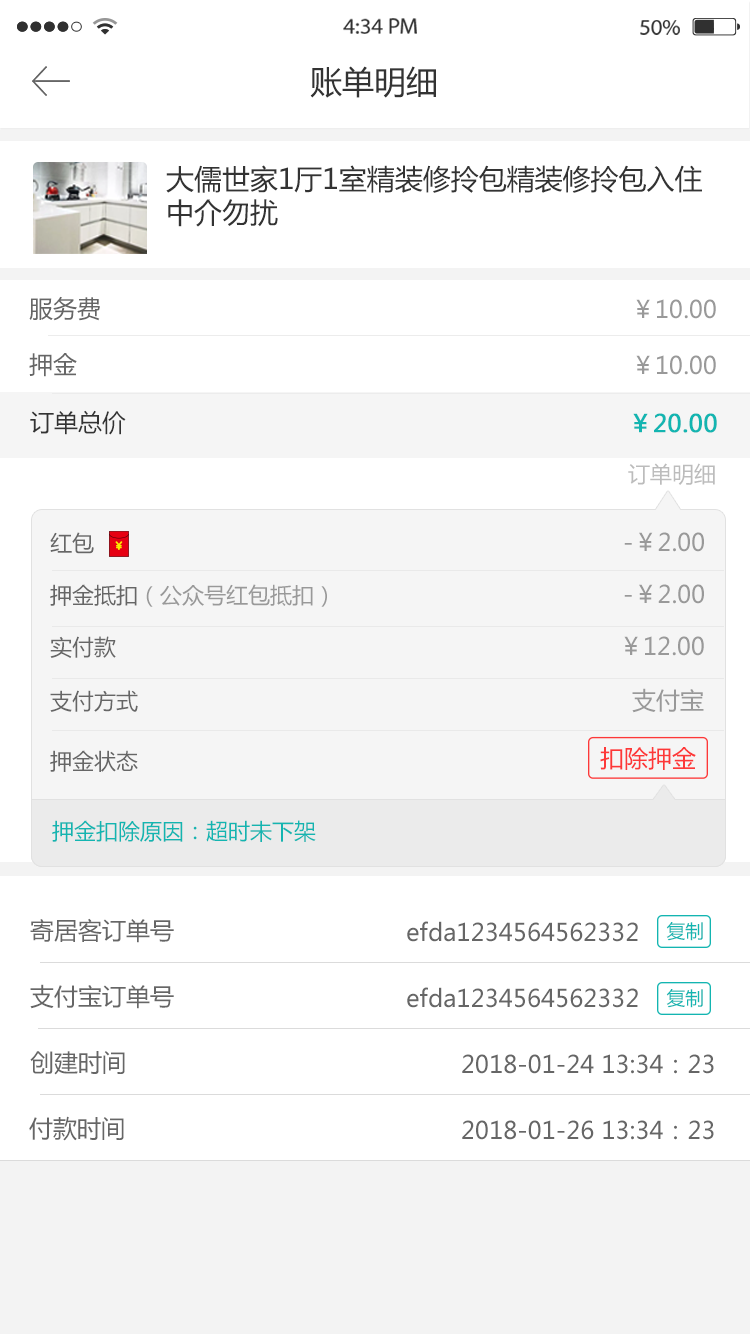 4:34 PM 50%
账单明细
大儒世家1厅1室精装修拎包精装修拎包入住
中介勿扰
服务费 ¥ 10.00
押金 ¥ 10.00
订单总价 ¥ 20.00
订单明细
红包 ¥ - ¥ 2.00
押金抵扣（公众号红包抵扣） - ¥ 2.00
实付款 ¥ 12.00
支付方式 支付宝
押金状态 扣除押金
押金扣除原因：超时未下架
寄居客订单号 efda1234564562332 复制
支付宝订单号 efda1234564562332 复制
创建时间 2018-01-24 13:34：23
付款时间 2018-01-26 13:34：23